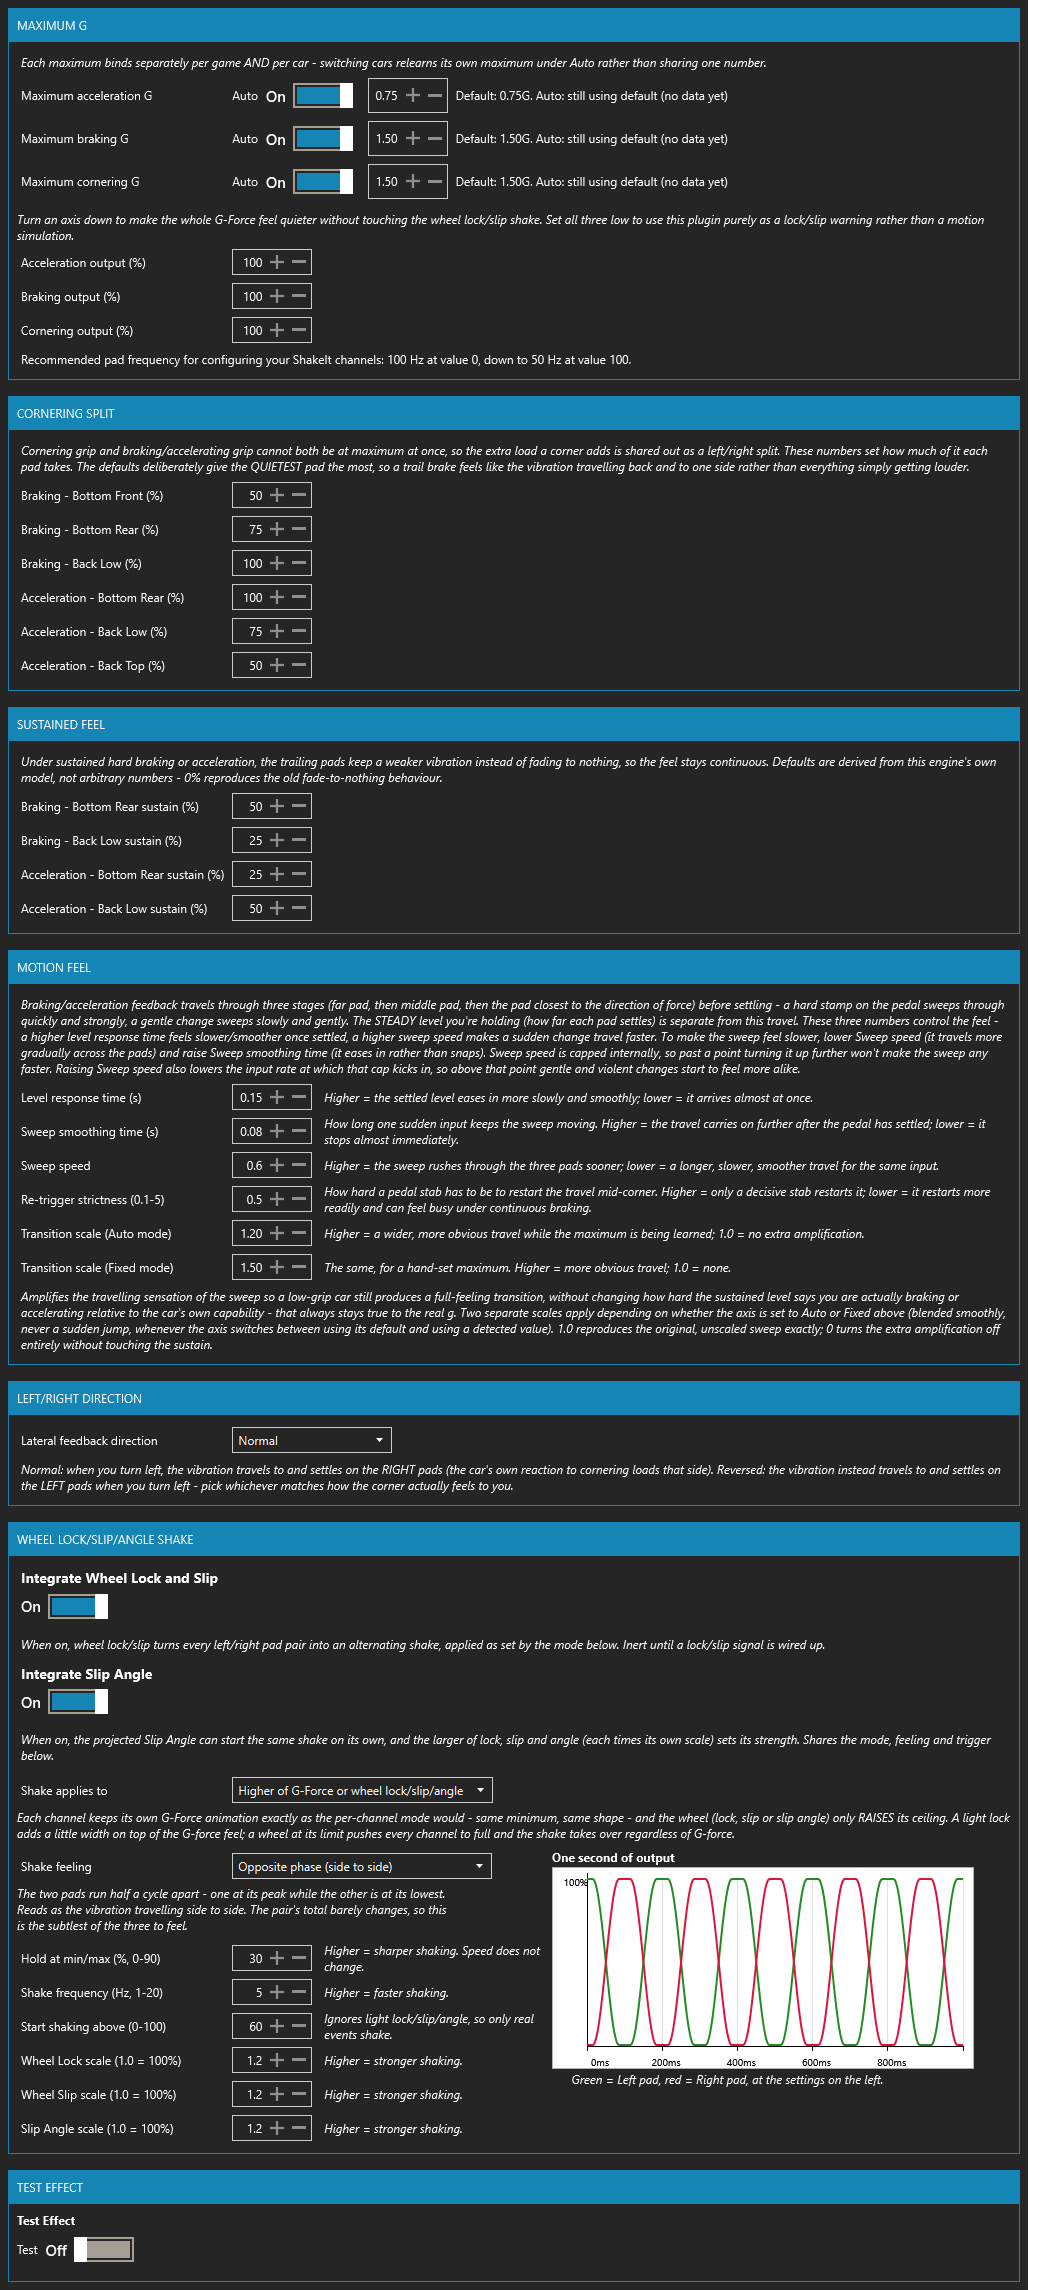 MAXIMUM G
Each maximum binds separately per game AND per car - switching cars relearns its own maximum under Auto rather than sharing one number.
Maximum acceleration G Auto On 0.75 Default: 0.75G. Auto: still using default (no data yet)
Maximum braking G Auto On 1.50 Default: 1.50G. Auto: still using default (no data yet)
Maximum cornering G Auto On 1.50 Default: 1.50G. Auto: still using default (no data yet)
Turn an axis down to make the whole G-Force feel quieter without touching the wheel lock/slip shake. Set all three low to use this plugin purely as a lock/slip warning rather than a motion
simulation.
Acceleration output (%) 100
Braking output (%) 100
Cornering output (%) 100
Recommended pad frequency for configuring your ShakeIt channels: 100 Hz at value 0, down to 50 Hz at value 100.
CORNERING SPLIT
Cornering grip and braking/accelerating grip cannot both be at maximum at once, so the extra load a corner adds is shared out as a left/right split. These numbers set how much of it each
pad takes. The defaults deliberately give the QUIETEST pad the most, so a trail brake feels like the vibration travelling back and to one side rather than everything simply getting louder.
Braking - Bottom Front (%) 50
Braking - Bottom Rear (%) 75
Braking - Back Low (%) 100
Acceleration - Bottom Rear (%) 100
Acceleration - Back Low (%) 75
Acceleration - Back Top (%) 50
SUSTAINED FEEL
Under sustained hard braking or acceleration, the trailing pads keep a weaker vibration instead of fading to nothing, so the feel stays continuous. Defaults are derived from this engine's own
model, not arbitrary numbers - 0% reproduces the old fade-to-nothing behaviour.
Braking - Bottom Rear sustain (%) 50
Braking - Back Low sustain (%) 25
Acceleration - Bottom Rear sustain (%) 25
Acceleration - Back Low sustain (%) 50
MOTION FEEL
Braking/acceleration feedback travels through three stages (far pad, then middle pad, then the pad closest to the direction of force) before settling - a hard stamp on the pedal sweeps through
quickly and strongly, a gentle change sweeps slowly and gently. The STEADY level you're holding (how far each pad settles) is separate from this travel. These three numbers control the feel -
a higher level response time feels slower/smoother once settled, a higher sweep speed makes a sudden change travel faster. To make the sweep feel slower, lower Sweep speed (it travels more
gradually across the pads) and raise Sweep smoothing time (it eases in rather than snaps). Sweep speed is capped internally, so past a point turning it up further won't make the sweep any
faster. Raising Sweep speed also lowers the input rate at which that cap kicks in, so above that point gentle and violent changes start to feel more alike.
Level response time (s) 0.15 Higher = the settled level eases in more slowly and smoothly; lower = it arrives almost at once.
Sweep smoothing time (s) 0.08 How long one sudden input keeps the sweep moving. Higher = the travel carries on further after the pedal has settled; lower = it
stops almost immediately.
Sweep speed 0.6 Higher = the sweep rushes through the three pads sooner; lower = a longer, slower, smoother travel for the same input.
Re-trigger strictness (0.1-5) 0.5 How hard a pedal stab has to be to restart the travel mid-corner. Higher = only a decisive stab restarts it; lower = it restarts more
readily and can feel busy under continuous braking.
Transition scale (Auto mode) 1.20 Higher = a wider, more obvious travel while the maximum is being learned; 1.0 = no extra amplification.
Transition scale (Fixed mode) 1.50 The same, for a hand-set maximum. Higher = more obvious travel; 1.0 = none.
Amplifies the travelling sensation of the sweep so a low-grip car still produces a full-feeling transition, without changing how hard the sustained level says you are actually braking or
accelerating relative to the car's own capability - that always stays true to the real g. Two separate scales apply depending on whether the axis is set to Auto or Fixed above (blended smoothly,
never a sudden jump, whenever the axis switches between using its default and using a detected value). 1.0 reproduces the original, unscaled sweep exactly; 0 turns the extra amplification off
entirely without touching the sustain.
LEFT/RIGHT DIRECTION
Lateral feedback direction Normal
Normal: when you turn left, the vibration travels to and settles on the RIGHT pads (the car's own reaction to cornering loads that side). Reversed: the vibration instead travels to and settles on
the LEFT pads when you turn left - pick whichever matches how the corner actually feels to you.
WHEEL LOCK/SLIP/ANGLE SHAKE
Integrate Wheel Lock and Slip
On
When on, wheel lock/slip turns every left/right pad pair into an alternating shake, applied as set by the mode below. Inert until a lock/slip signal is wired up.
Integrate Slip Angle
On
When on, the projected Slip Angle can start the same shake on its own, and the larger of lock, slip and angle (each times its own scale) sets its strength. Shares the mode, feeling and trigger
below.
Shake applies to Higher of G-Force or wheel lock/slip/angle
Each channel keeps its own G-Force animation exactly as the per-channel mode would - same minimum, same shape - and the wheel (lock, slip or slip angle) only RAISES its ceiling. A light lock
adds a little width on top of the G-force feel; a wheel at its limit pushes every channel to full and the shake takes over regardless of G-force.
Shake feeling Opposite phase (side to side)
The two pads run half a cycle apart - one at its peak while the other is at its lowest.
Reads as the vibration travelling side to side. The pair's total barely changes, so this
is the subtlest of the three to feel.
Hold at min/max (%, 0-90) 30 Higher = sharper shaking. Speed does not
change.
Shake frequency (Hz, 1-20) 5 Higher = faster shaking.
Start shaking above (0-100) 60 Ignores light lock/slip/angle, so only real
events shake.
Wheel Lock scale (1.0 = 100%) 1.2 Higher = stronger shaking.
Wheel Slip scale (1.0 = 100%) 1.2 Higher = stronger shaking.
Slip Angle scale (1.0 = 100%) 1.2 Higher = stronger shaking.
One second of output
100%
0ms 200ms 400ms 600ms 800ms
Green = Left pad, red = Right pad, at the settings on the left.
TEST EFFECT
Test Effect
Test Off